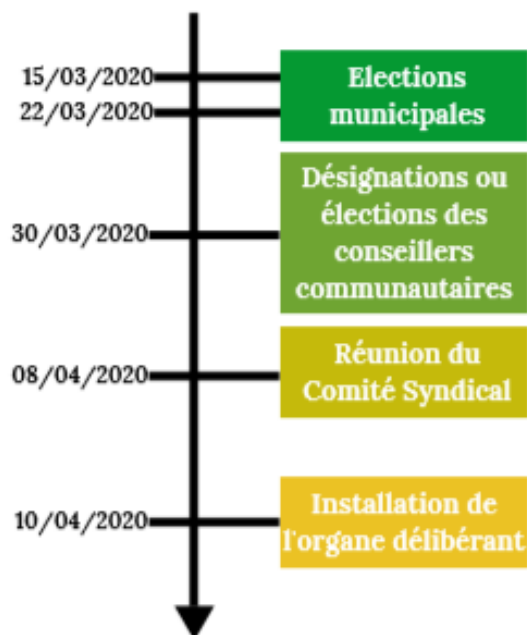 15/03/2020
22/03/2020
Elections
municipales
30/03/2020
Désignations ou
élections des
conseillers
communautaires
08/04/2020
Réunion du
Comité Syndical
10/04/2020
Installation de
l'organe délibérant